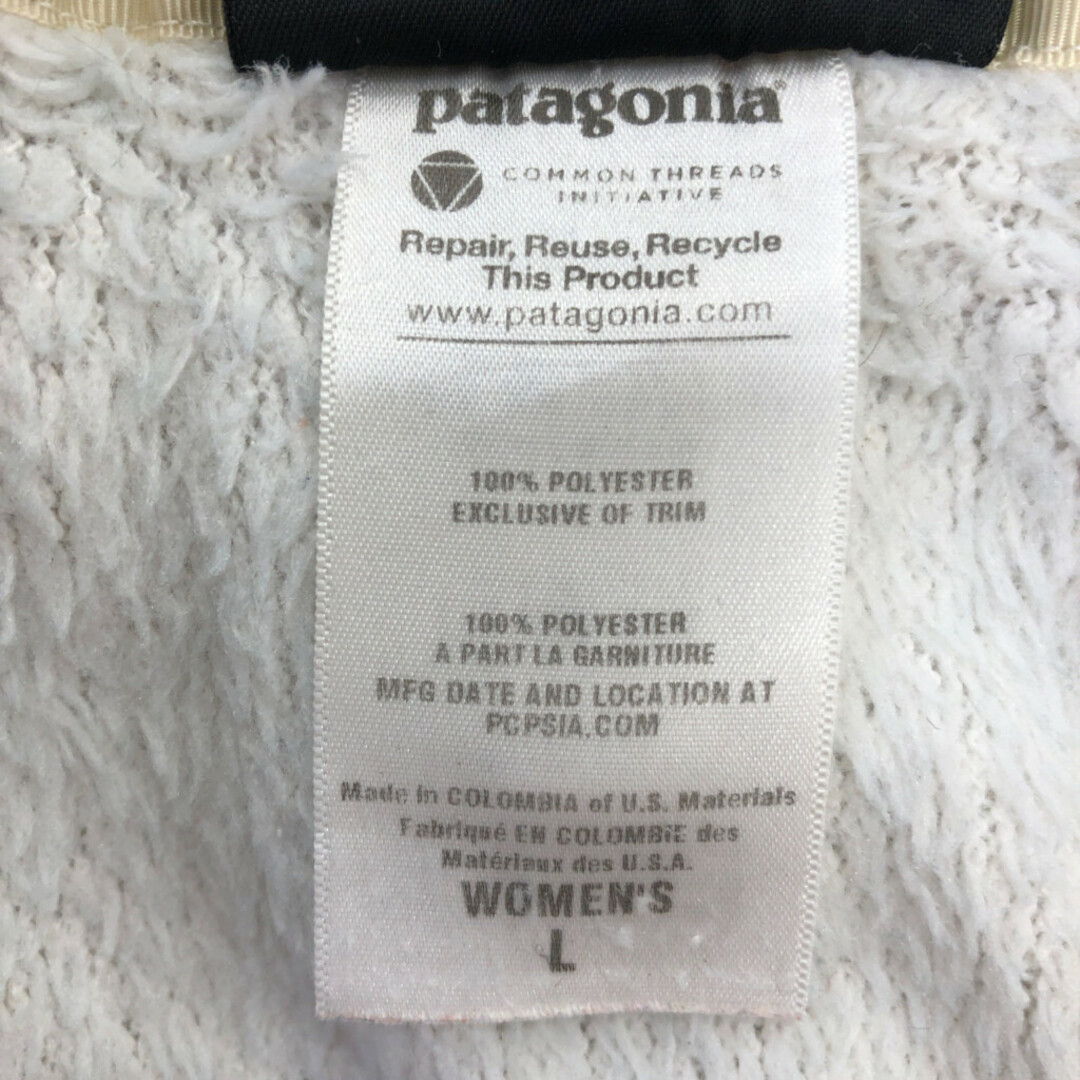 patagonia
COMMON THREADS
INITIATIVE
Repair, Reuse, Recycle
This Product
www.patagonia.com
100% POLYESTER
EXCLUSIVE OF TRIM
100% POLYESTER
A PART LA GARNITURE
MFG DATE AND LOCATION AT
PCPSIA.COM
Made in COLOMBIA of U.S. Materials
Fabriqué EN COLOMBIE des
Matériaux des U.S.A.
WOMEN'S
L